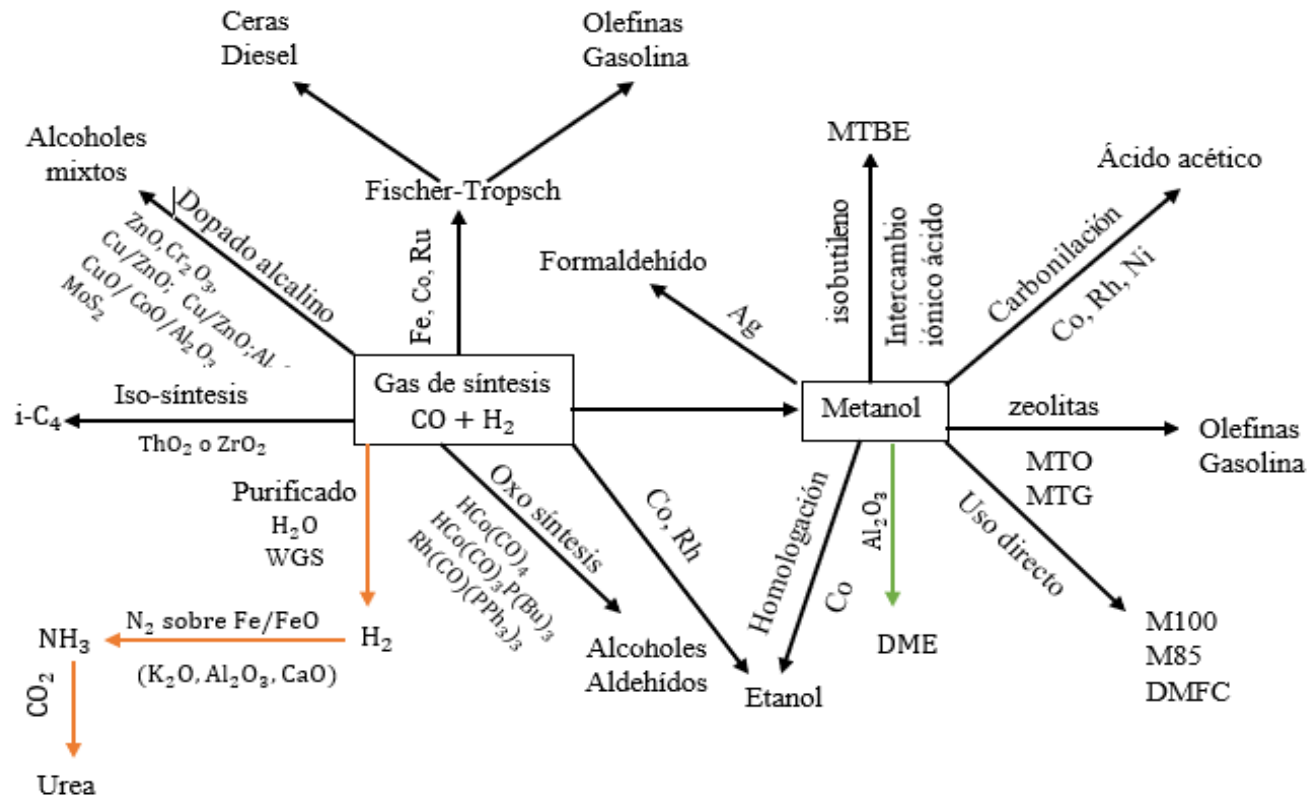 Ceras
Diesel
Olefinas
Gasolina
Alcoholes
mixtos
Fischer-Tropsch
MTBE
Ácido acético
Dopado alcalino
ZnO, Cr₂O₃,
Cu/ZnO; Cu/ZnO;Al
CuO/CoO/Al₂O₃
MoS₂
Fe, Co, Ru
Formaldehído
Ag
isobutileno
Intercambio
iónico ácido
Carbonilación
Co, Rh, Ni
Gas de síntesis
CO + H₂
Metanol
i-C₄
Iso-síntesis
ThO₂ o ZrO₂
zeolitas
MTO
MTG
Olefinas
Gasolina
Purificado
H₂O
WGS
Oxo síntesis
HCo(CO)₄
HCo(CO)₃P(Bu)₃
Rh(CO)(PPh₃)₃
Co, Rh
Homologación
Co
Al₂O₃
Uso directo
NH₃
N₂ sobre Fe/FeO
(K₂O, Al₂O₃, CaO)
H₂
Alcoholes
Aldehídos
Etanol
DME
M100
M85
DMFC
CO₂
Urea